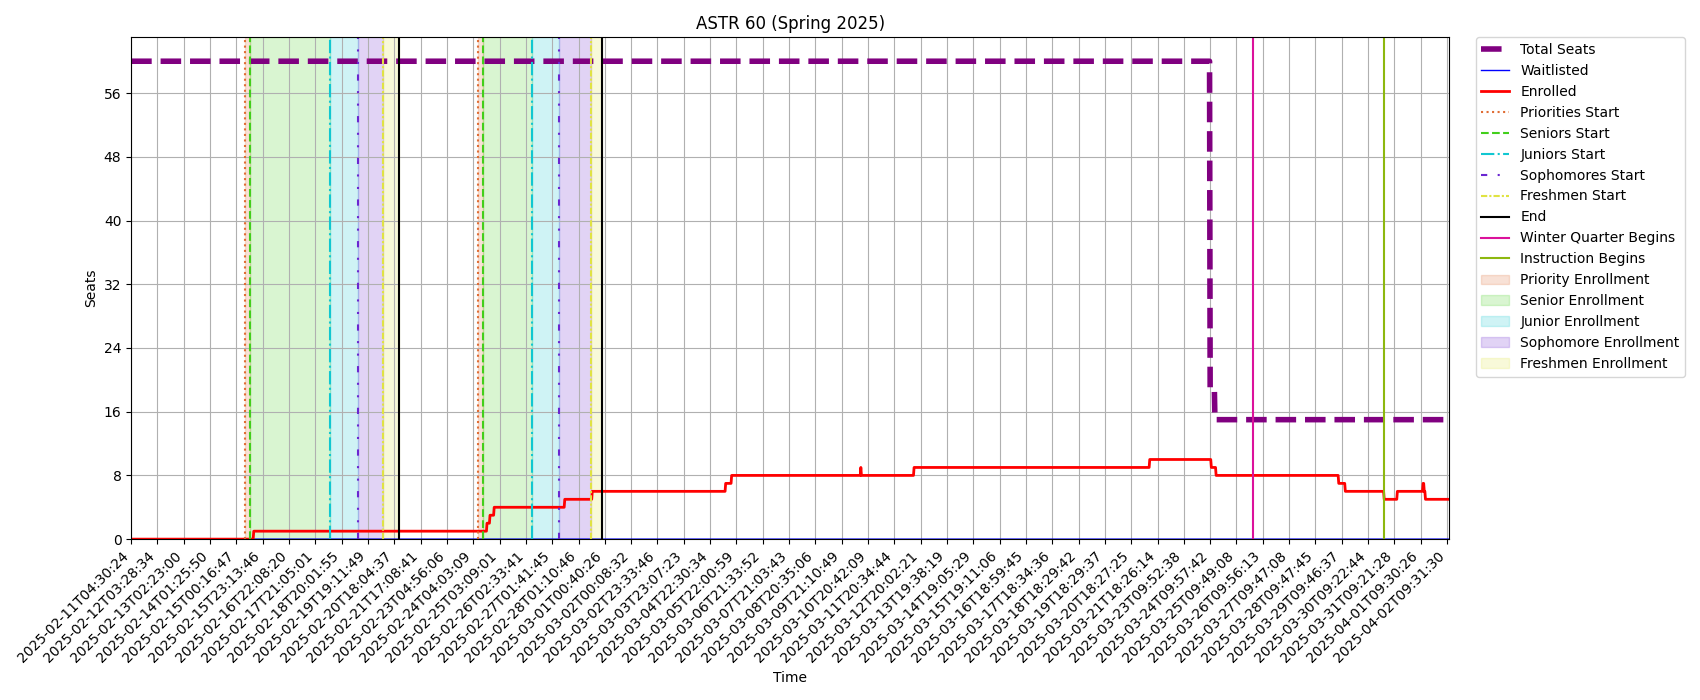 ASTR 60 (Spring 2025)
Seats
56
48
40
32
24
16
8
0
2025-02-11T04:30:24
2025-02-12T03:28:34
2025-02-13T02:23:00
2025-02-14T01:25:50
2025-02-15T00:16:47
2025-02-15T23:13:46
2025-02-16T22:08:20
2025-02-17T21:05:01
2025-02-18T20:01:55
2025-02-19T19:11:49
2025-02-20T18:04:37
2025-02-21T17:08:41
2025-02-23T04:56:06
2025-02-24T04:03:09
2025-02-25T03:09:01
2025-02-26T02:33:41
2025-02-27T01:41:45
2025-02-28T01:10:46
2025-03-01T00:40:26
2025-03-02T00:08:32
2025-03-02T23:33:46
2025-03-03T23:07:23
2025-03-04T22:30:34
2025-03-05T22:00:59
2025-03-06T21:33:52
2025-03-07T21:03:43
2025-03-08T20:35:06
2025-03-09T21:10:49
2025-03-10T20:42:09
2025-03-11T20:34:44
2025-03-12T20:02:21
2025-03-13T19:38:19
2025-03-14T19:05:29
2025-03-15T19:11:06
2025-03-16T18:59:45
2025-03-17T18:34:36
2025-03-18T18:29:42
2025-03-19T18:29:37
2025-03-20T18:27:25
2025-03-21T18:26:14
2025-03-23T09:52:38
2025-03-24T09:57:42
2025-03-25T09:49:08
2025-03-26T09:56:13
2025-03-27T09:47:08
2025-03-28T09:47:45
2025-03-29T09:46:37
2025-03-30T09:22:44
2025-03-31T09:21:28
2025-04-01T09:30:26
2025-04-02T09:31:30
Time
Total Seats
Waitlisted
Enrolled
Priorities Start
Seniors Start
Juniors Start
Sophomores Start
Freshmen Start
End
Winter Quarter Begins
Instruction Begins
Priority Enrollment
Senior Enrollment
Junior Enrollment
Sophomore Enrollment
Freshmen Enrollment